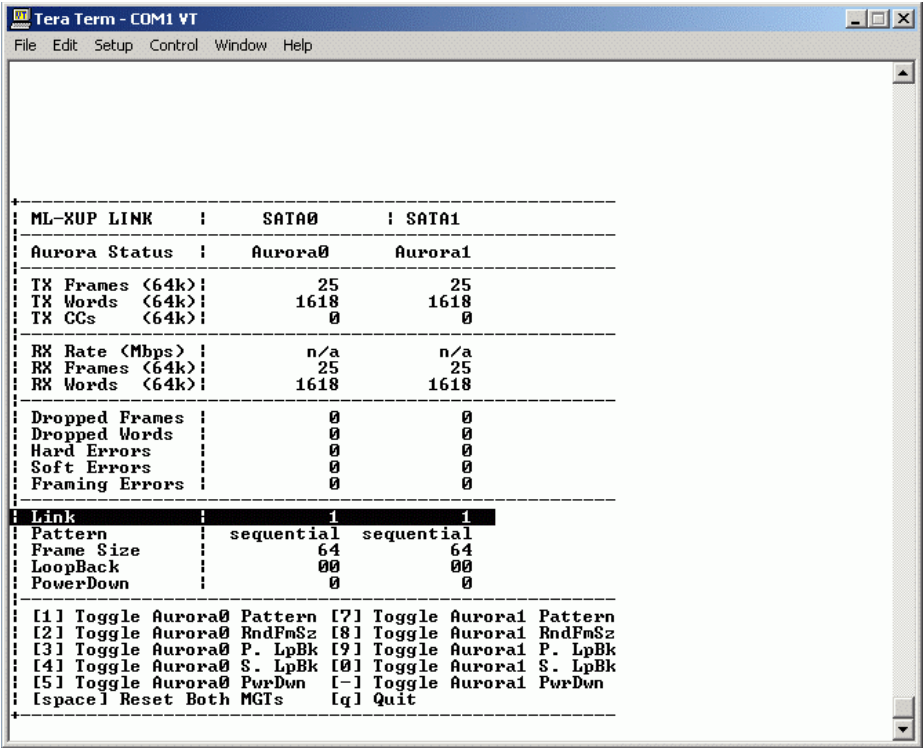 Tera Term - COM1 VT
File Edit Setup Control Window Help
ML-XUP LINK | SATA0 | SATA1
Aurora Status | Aurora0 Aurora1
TX Frames (64k)| 25 25
TX Words (64k)| 1618 1618
TX CCs (64k)| 0 0
RX Rate (Mbps) | n/a n/a
RX Frames (64k)| 25 25
RX Words (64k)| 1618 1618
Dropped Frames | 0 0
Dropped Words | 0 0
Hard Errors | 0 0
Soft Errors | 0 0
Framing Errors | 0 0
Link | 1 1
Pattern | sequential sequential
Frame Size | 64 64
LoopBack | 00 00
PowerDown | 0 0
[1] Toggle Aurora0 Pattern [7] Toggle Aurora1 Pattern
[2] Toggle Aurora0 RndFmSz [8] Toggle Aurora1 RndFmSz
[3] Toggle Aurora0 P. LpBk [9] Toggle Aurora1 P. LpBk
[4] Toggle Aurora0 S. LpBk [0] Toggle Aurora1 S. LpBk
[5] Toggle Aurora0 PwrDwn [-] Toggle Aurora1 PwrDwn
[space] Reset Both MGTs [q] Quit